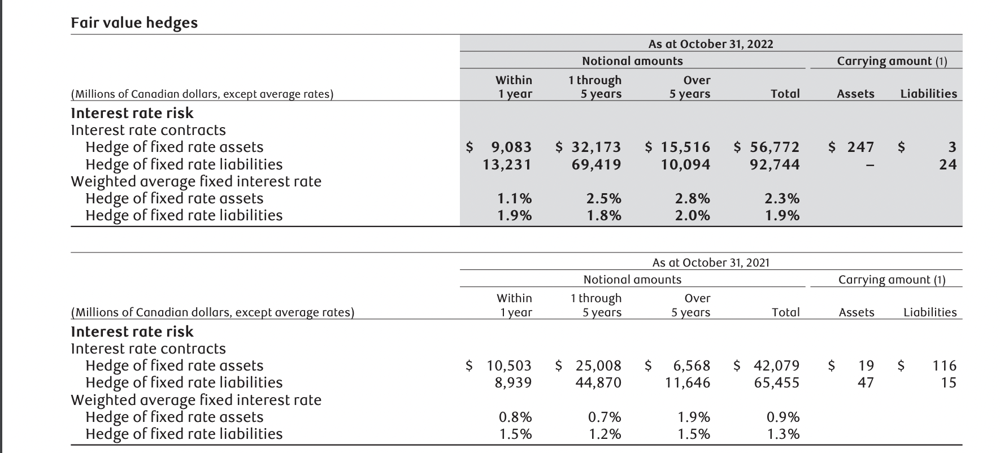 Fair value hedges
As at October 31, 2022
Notional amounts Carrying amount (1)
Within 1 through Over
(Millions of Canadian dollars, except average rates) 1 year 5 years 5 years Total Assets Liabilities
Interest rate risk
Interest rate contracts
Hedge of fixed rate assets $ 9,083 $ 32,173 $ 15,516 $ 56,772 $ 247 $ 3
Hedge of fixed rate liabilities 13,231 69,419 10,094 92,744 – 24
Weighted average fixed interest rate
Hedge of fixed rate assets 1.1% 2.5% 2.8% 2.3%
Hedge of fixed rate liabilities 1.9% 1.8% 2.0% 1.9%
As at October 31, 2021
Notional amounts Carrying amount (1)
Within 1 through Over
(Millions of Canadian dollars, except average rates) 1 year 5 years 5 years Total Assets Liabilities
Interest rate risk
Interest rate contracts
Hedge of fixed rate assets $ 10,503 $ 25,008 $ 6,568 $ 42,079 $ 19 $ 116
Hedge of fixed rate liabilities 8,939 44,870 11,646 65,455 47 15
Weighted average fixed interest rate
Hedge of fixed rate assets 0.8% 0.7% 1.9% 0.9%
Hedge of fixed rate liabilities 1.5% 1.2% 1.5% 1.3%